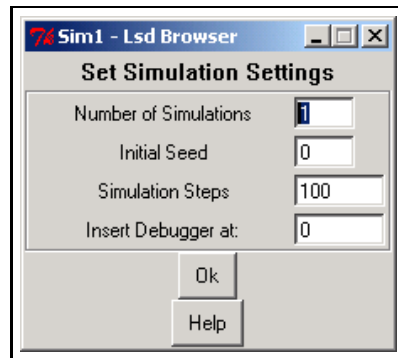 Sim1 - Lsd Browser
Set Simulation Settings
Number of Simulations 1
Initial Seed 0
Simulation Steps 100
Insert Debugger at: 0
Ok
Help